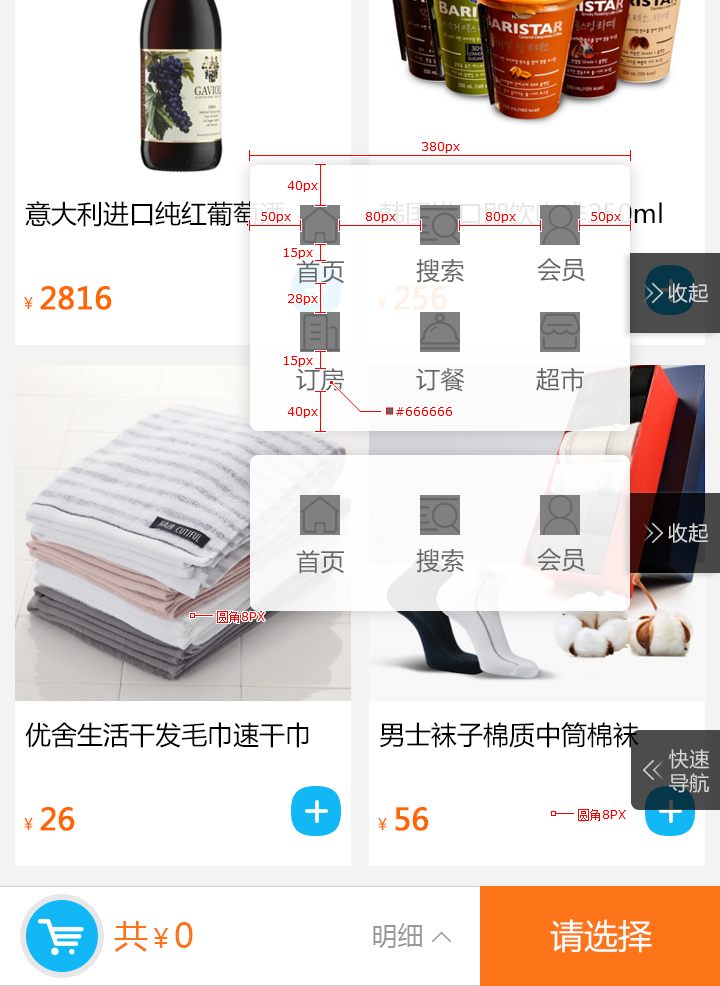 GAVIOLI
BARISTAR
BARISTAR
380px
40px
意大利进口纯红葡萄酒
韩国进口即饮咖啡250ml
50px
80px
80px
50px
15px
首页
搜索
会员
¥ 2816
28px
¥ 256
收起
15px
订房
订餐
超市
40px
#666666
HAIR CUTIFUL
收起
首页
搜索
会员
圆角8PX
优舍生活干发毛巾速干巾
男士袜子棉质中筒棉袜
快速
导航
¥ 26
¥ 56
圆角8PX
共¥0
明细
请选择